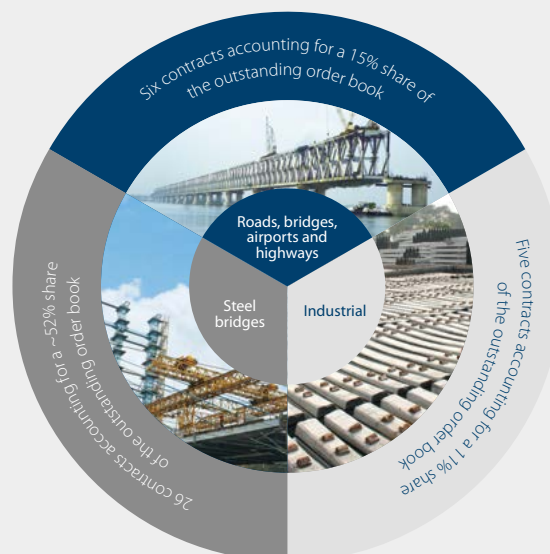 Six contracts accounting for a 15% share of
the outstanding order book
Roads, bridges,
airports and
highways
Steel
bridges
Industrial
26 contracts accounting for a ~52% share
of the outstanding order book
Five contracts accounting for a 11% share
of the outstanding order book